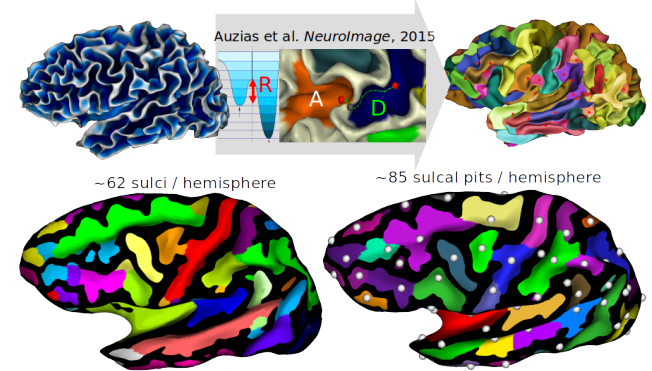 Auzias et al. NeuroImage, 2015
R
A
D
~62 sulci / hemisphere
~85 sulcal pits / hemisphere